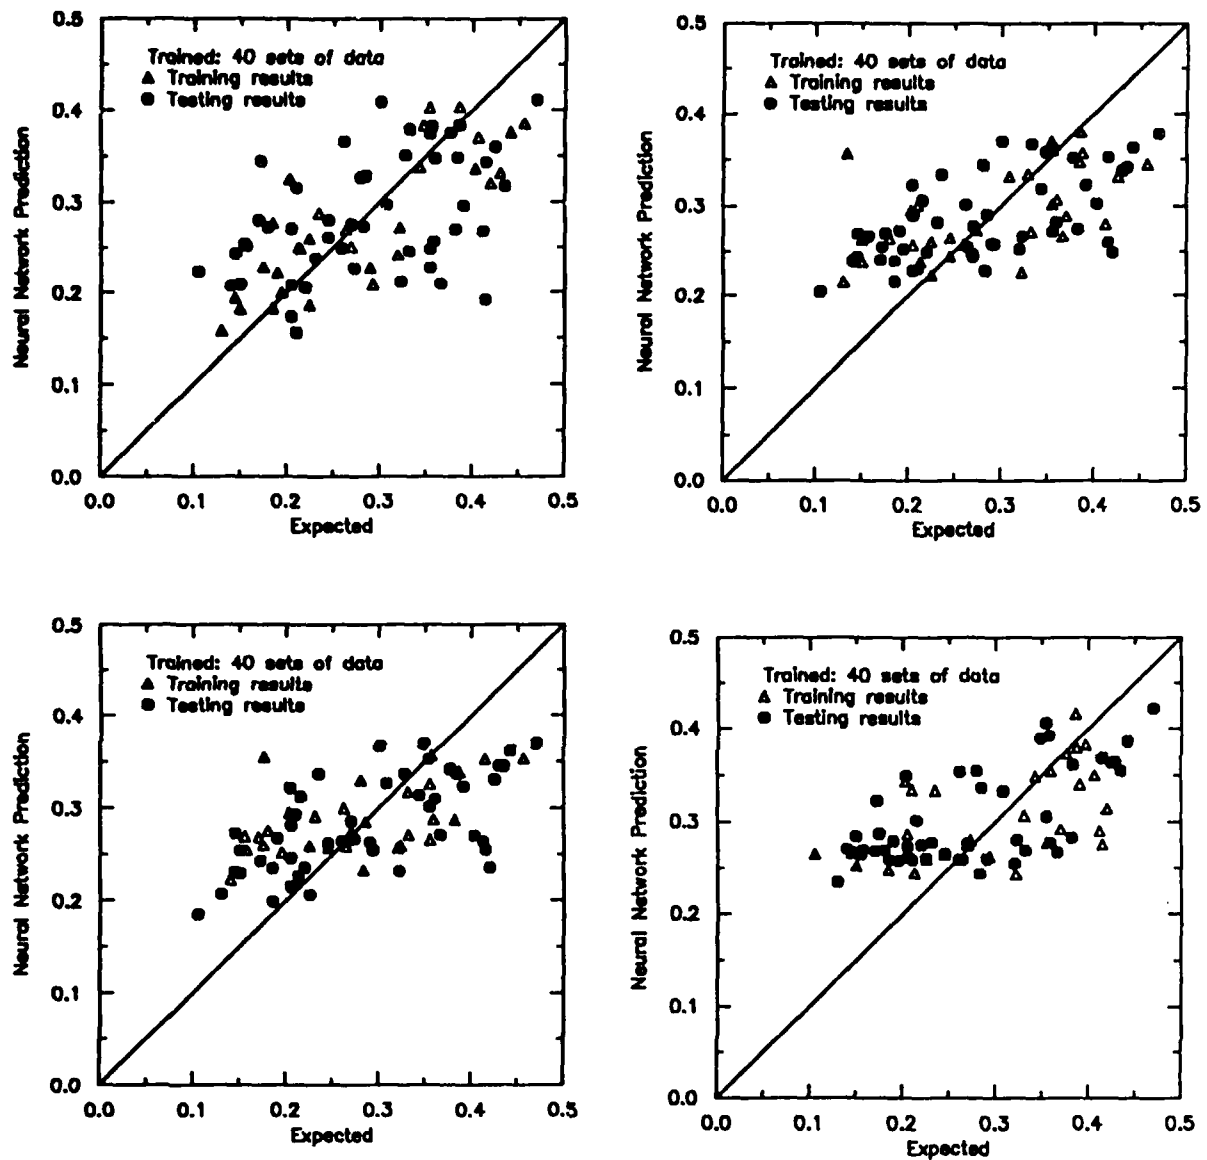 0.5
Trained: 40 sets of data
Training results
Testing results
0.4
0.3
0.2
0.1
0.0
Neural Network Prediction
0.0 0.1 0.2 0.3 0.4 0.5
Expected
0.5
Trained: 40 sets of data
Training results
Testing results
0.4
0.3
0.2
0.1
0.0
Neural Network Prediction
0.0 0.1 0.2 0.3 0.4 0.5
Expected
0.5
Trained: 40 sets of data
Training results
Testing results
0.4
0.3
0.2
0.1
0.0
Neural Network Prediction
0.0 0.1 0.2 0.3 0.4 0.5
Expected
0.5
Trained: 40 sets of data
Training results
Testing results
0.4
0.3
0.2
0.1
0.0
Neural Network Prediction
0.0 0.1 0.2 0.3 0.4 0.5
Expected